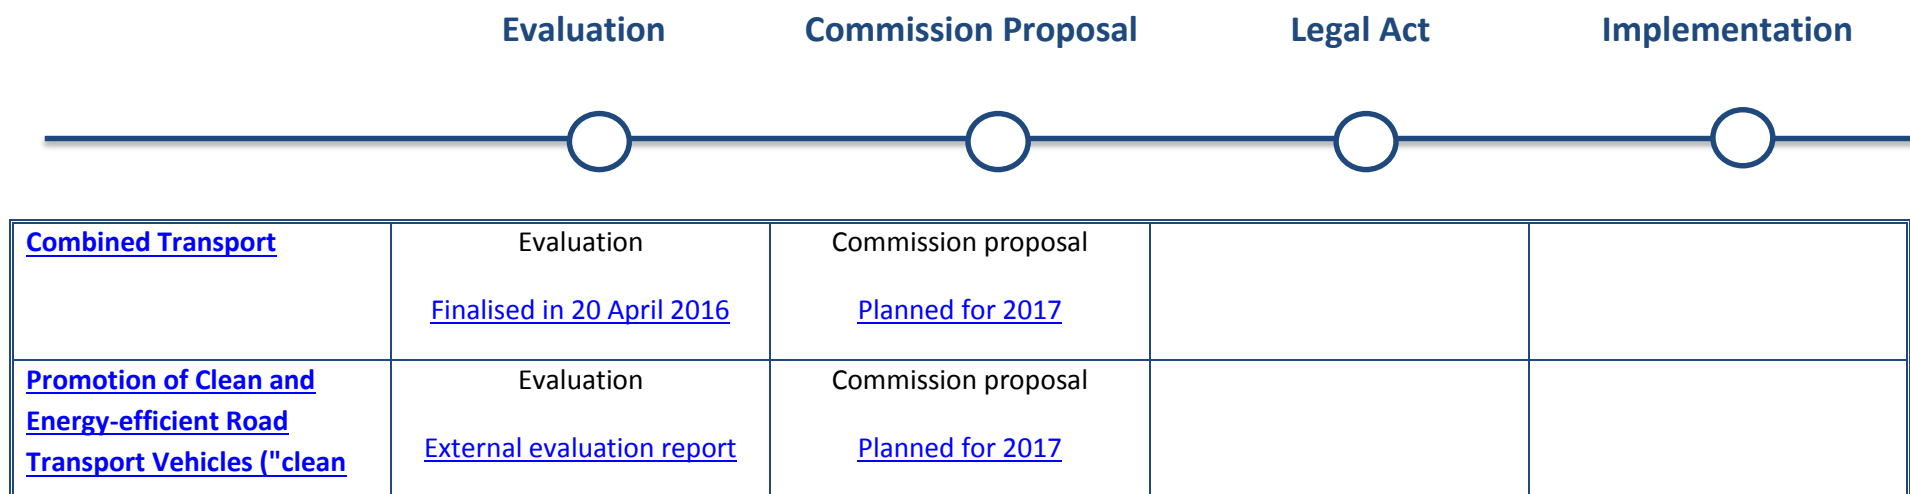 Evaluation Commission Proposal Legal Act Implementation
Combined Transport
Evaluation
Finalised in 20 April 2016
Commission proposal
Planned for 2017
Promotion of Clean and
Energy-efficient Road
Transport Vehicles ("clean
Evaluation
External evaluation report
Commission proposal
Planned for 2017